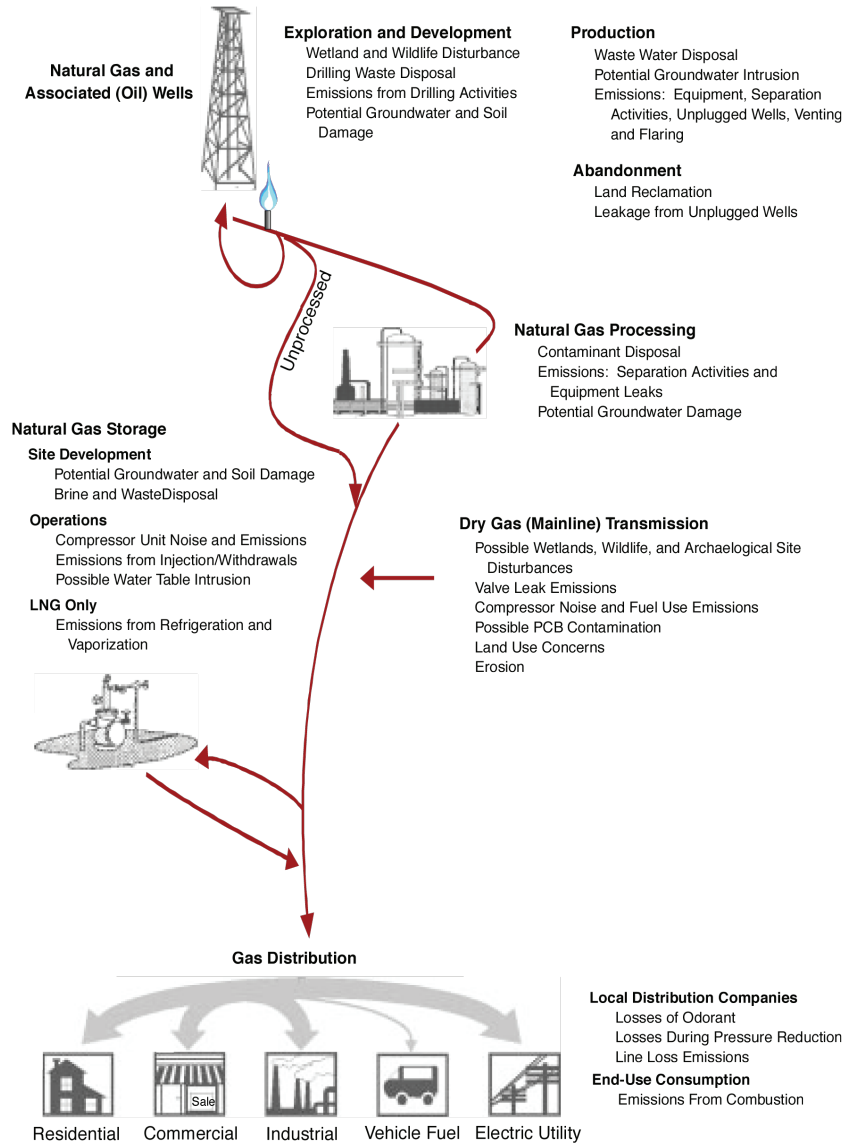 Natural Gas and
Associated (Oil) Wells
Exploration and Development
Wetland and Wildlife Disturbance
Drilling Waste Disposal
Emissions from Drilling Activities
Potential Groundwater and Soil
Damage
Production
Waste Water Disposal
Potential Groundwater Intrusion
Emissions: Equipment, Separation
Activities, Unplugged Wells, Venting
and Flaring
Abandonment
Land Reclamation
Leakage from Unplugged Wells
Unprocessed
Natural Gas Processing
Contaminant Disposal
Emissions: Separation Activities and
Equipment Leaks
Potential Groundwater Damage
Natural Gas Storage
Site Development
Potential Groundwater and Soil Damage
Brine and WasteDisposal
Operations
Compressor Unit Noise and Emissions
Emissions from Injection/Withdrawals
Possible Water Table Intrusion
LNG Only
Emissions from Refrigeration and
Vaporization
Dry Gas (Mainline) Transmission
Possible Wetlands, Wildlife, and Archaelogical Site
Disturbances
Valve Leak Emissions
Compressor Noise and Fuel Use Emissions
Possible PCB Contamination
Land Use Concerns
Erosion
Gas Distribution
Local Distribution Companies
Losses of Odorant
Losses During Pressure Reduction
Line Loss Emissions
End-Use Consumption
Emissions From Combustion
Sale
Residential
Commercial
Industrial
Vehicle Fuel
Electric Utility